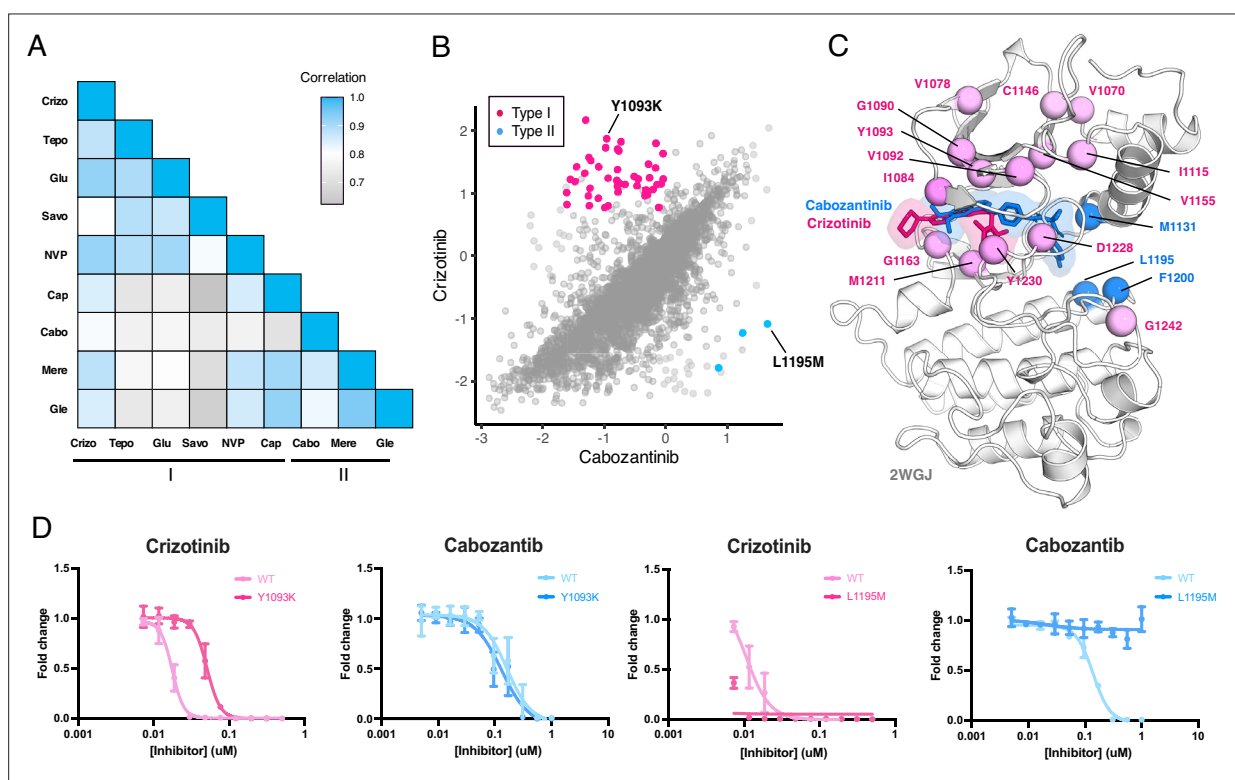 A
Correlation
1.0
0.9
0.8
0.7
Crizo
Tepo
Glu
Savo
NVP
Cap
Cabo
Mere
Gle
Crizo Tepo Glu Savo NVP Cap Cabo Mere Gle
I II
B
Type I
Type II
Y1093K
L1195M
Crizotinib
2
1
0
-1
-2
-3 -2 -1 0 1
Cabozantinib
C
V1078
C1146
V1070
G1090
Y1093
V1092
I1084
I1115
V1155
Cabozantinib
Crizotinib
M1131
D1228
G1163
L1195
F1200
M1211
Y1230
G1242
2WGJ
D
Crizotinib
WT
Y1093K
Fold change
1.5
1.0
0.5
0.0
0.001 0.01 0.1 1
[Inhibitor] (uM)
Cabozantib
WT
Y1093K
Fold change
1.5
1.0
0.5
0.0
0.001 0.01 0.1 1 10
[Inhibitor] (uM)
Crizotinib
WT
L1195M
Fold change
1.5
1.0
0.5
0.0
0.001 0.01 0.1 1
[Inhibitor] (uM)
Cabozantib
WT
L1195M
Fold change
1.5
1.0
0.5
0.0
0.001 0.01 0.1 1 10
[Inhibitor] (uM)